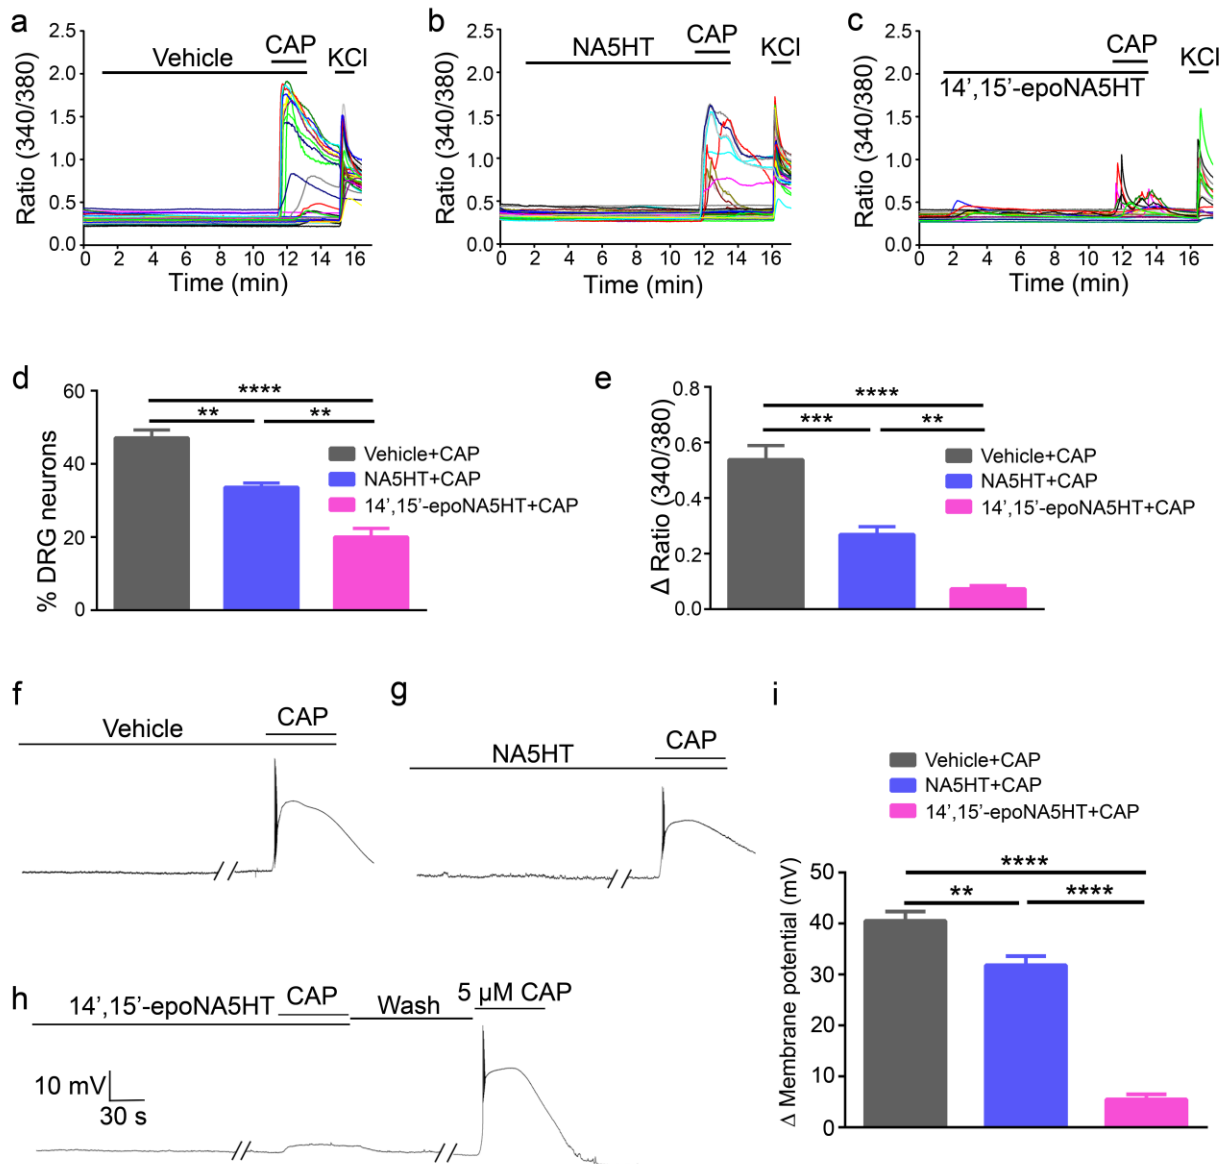 a
2.5
2.0
1.5
1.0
0.5
0.0
Ratio (340/380)
Vehicle
CAP
KCl
0 2 4 6 8 10 12 14 16
Time (min)
b
2.5
2.0
1.5
1.0
0.5
0.0
Ratio (340/380)
NA5HT
CAP
KCl
0 2 4 6 8 10 12 14 16
Time (min)
c
2.5
2.0
1.5
1.0
0.5
0.0
Ratio (340/380)
CAP
KCl
14',15'-epoNA5HT
0 2 4 6 8 10 12 14 16
Time (min)
d
60
40
20
0
% DRG neurons
****
** **
Vehicle+CAP
NA5HT+CAP
14',15'-epoNA5HT+CAP
e
0.8
0.6
0.4
0.2
0.0
Δ Ratio (340/380)
****
*** **
Vehicle+CAP
NA5HT+CAP
14',15'-epoNA5HT+CAP
f
Vehicle
CAP
g
NA5HT
CAP
h
14',15'-epoNA5HT
CAP
Wash
5 µM CAP
10 mV
30 s
i
Vehicle+CAP
NA5HT+CAP
14',15'-epoNA5HT+CAP
50
40
30
20
10
0
Δ Membrane potential (mV)
****
** ****